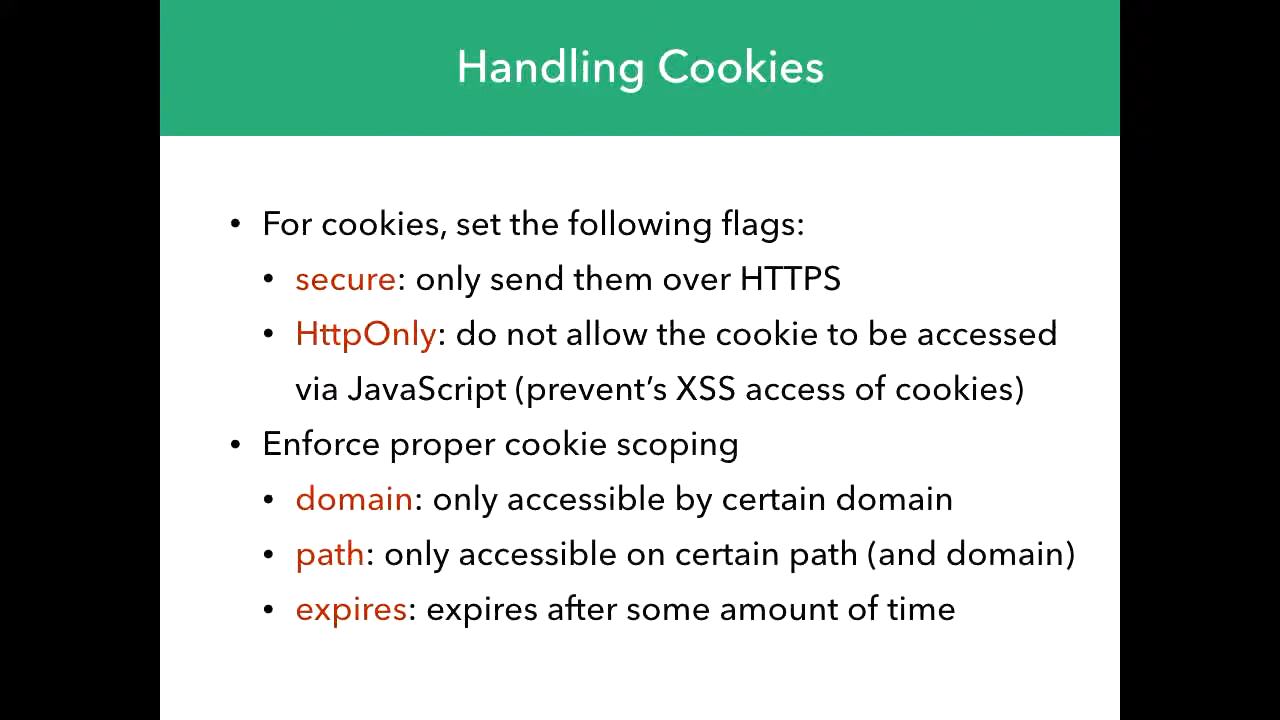 Handling Cookies
• For cookies, set the following flags:
• secure: only send them over HTTPS
• HttpOnly: do not allow the cookie to be accessed
via JavaScript (prevent’s XSS access of cookies)
• Enforce proper cookie scoping
• domain: only accessible by certain domain
• path: only accessible on certain path (and domain)
• expires: expires after some amount of time